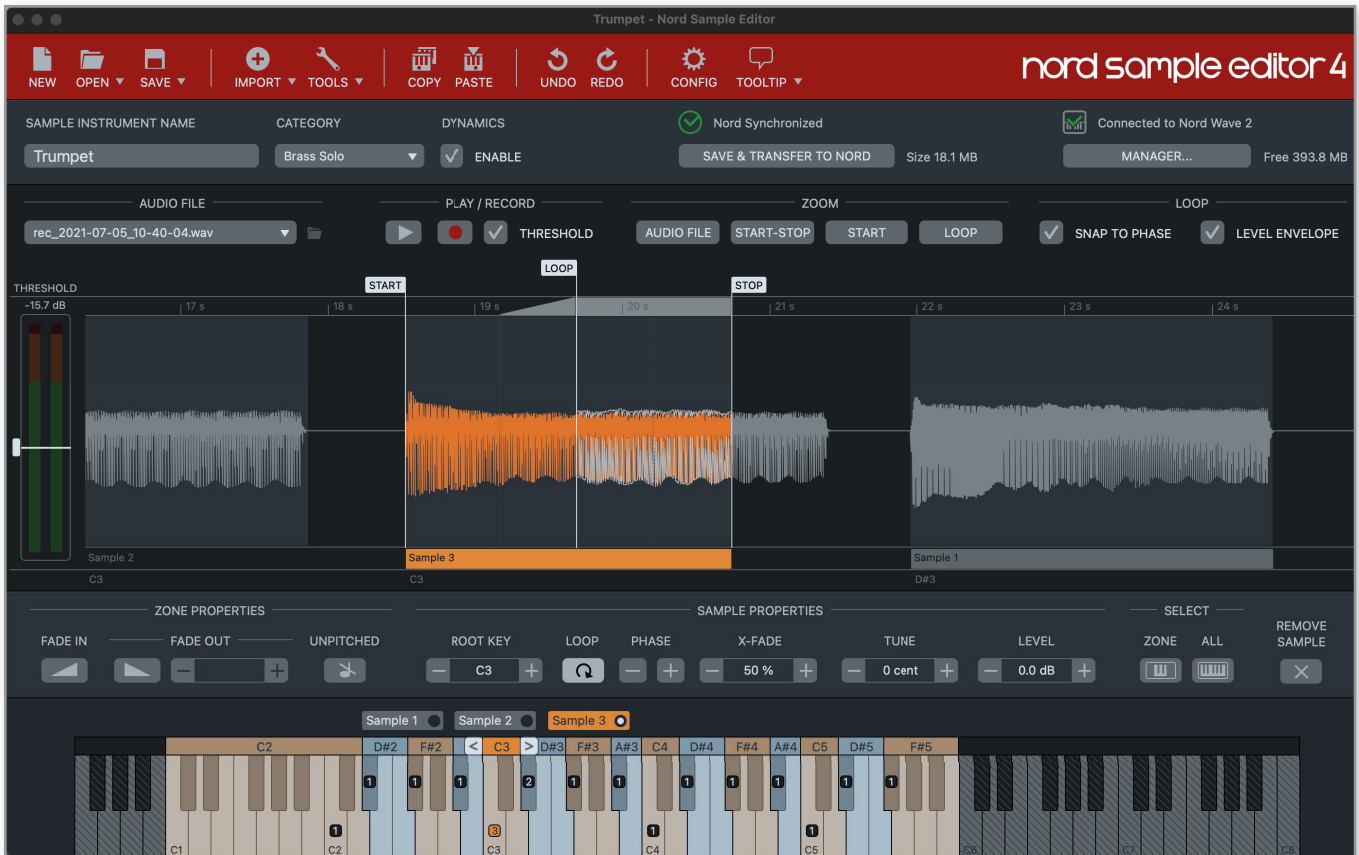 Trumpet - Nord Sample Editor
NEW OPEN SAVE IMPORT TOOLS COPY PASTE UNDO REDO CONFIG TOOLTIP
nord sample editor 4
SAMPLE INSTRUMENT NAME CATEGORY DYNAMICS Nord Synchronized Connected to Nord Wave 2
Trumpet Brass Solo ENABLE SAVE & TRANSFER TO NORD Size 18.1 MB MANAGER... Free 393.8 MB
AUDIO FILE PLAY / RECORD ZOOM LOOP
rec_2021-07-05_10-40-04.wav THRESHOLD AUDIO FILE START-STOP START LOOP SNAP TO PHASE LEVEL ENVELOPE
LOOP
THRESHOLD START STOP
-15.7 dB 17 s 18 s 19 s 20 s 21 s 22 s 23 s 24 s
Sample 2 Sample 3 Sample 1
C3 C3 D#3
ZONE PROPERTIES SAMPLE PROPERTIES SELECT
REMOVE
FADE IN FADE OUT UNPITCHED ROOT KEY LOOP PHASE X-FADE TUNE LEVEL ZONE ALL SAMPLE
− + − C3 + − + − 50 % + − 0 cent + − 0.0 dB +
Sample 1 Sample 2 Sample 3
C2 D#2 F#2 < C3 > D#3 F#3 A#3 C4 D#4 F#4 A#4 C5 D#5 F#5
1 1 1 2 1 1 1 1 1 1 1
1 3 1 1
C1 C2 C3 C4 C5 C6 C7 C8